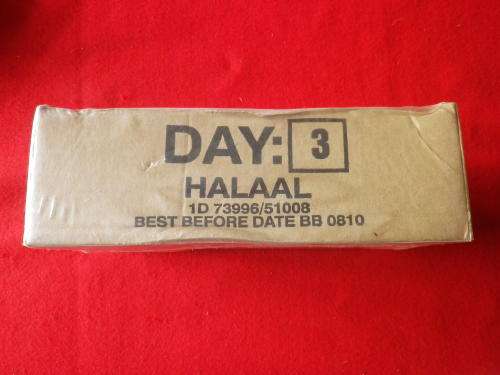 DAY: 3
HALAAL
1D 73996/51008
BEST BEFORE DATE BB 0810